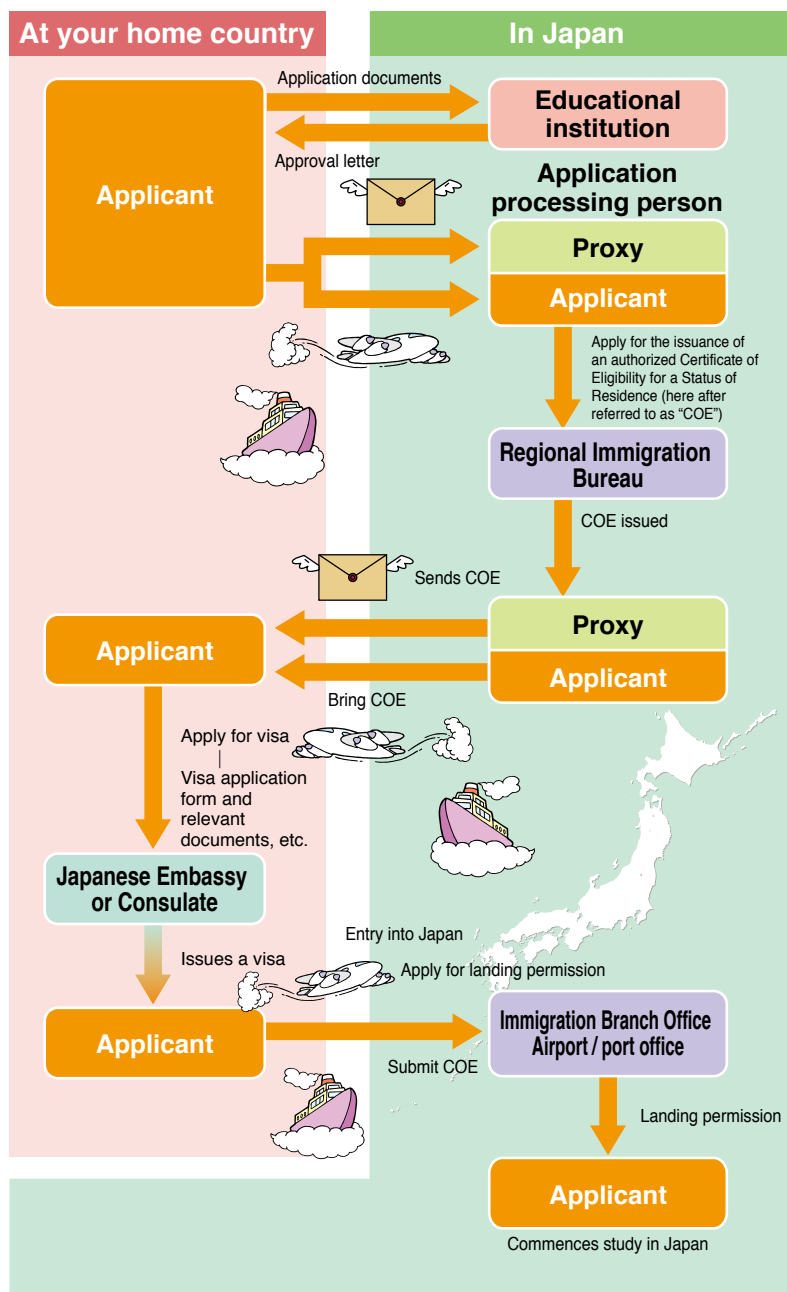 At your home country
In Japan
Application documents
Educational
institution
Approval letter
Applicant
Application
processing person
Proxy
Applicant
Apply for the issuance of
an authorized Certificate of
Eligibility for a Status of
Residence (here after
referred to as “COE”)
Regional Immigration
Bureau
COE issued
Sends COE
Proxy
Applicant
Applicant
Bring COE
Apply for visa
Visa application
form and
relevant
documents, etc.
Japanese Embassy
or Consulate
Entry into Japan
Issues a visa
Apply for landing permission
Applicant
Immigration Branch Office
Airport / port office
Submit COE
Landing permission
Applicant
Commences study in Japan